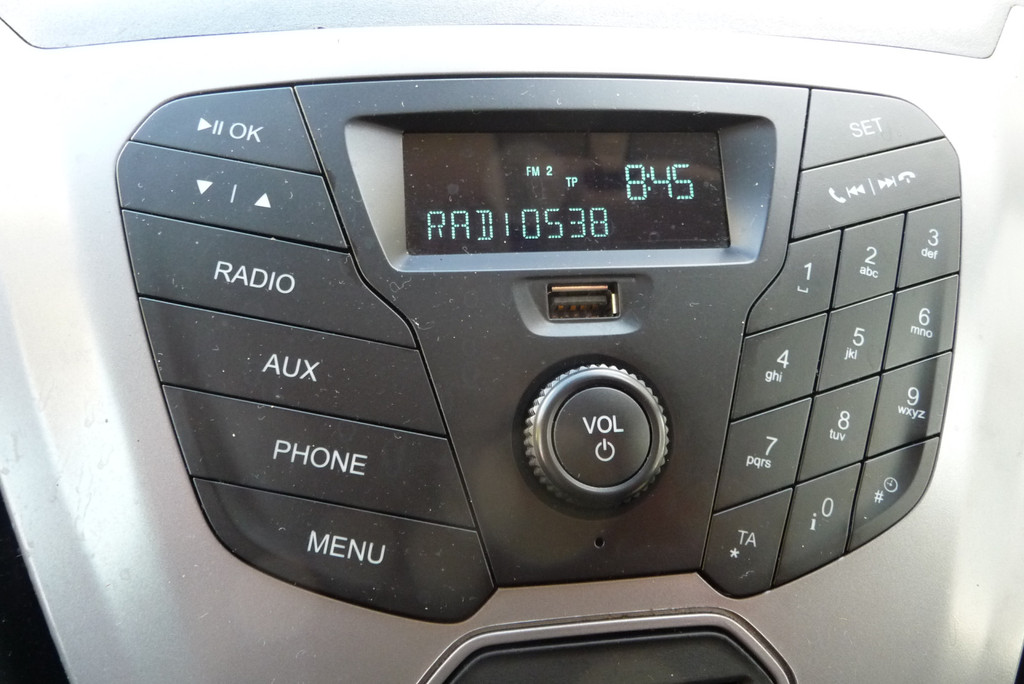 ▶II OK
▼ | ▲
RADIO
AUX
PHONE
MENU
FM 2
TP
8:45
RADIO538
VOL
SET
1
2
abc
3
def
4
ghi
5
jkl
6
mno
7
pqrs
8
tuv
9
wxyz
TA
*
i 0
#